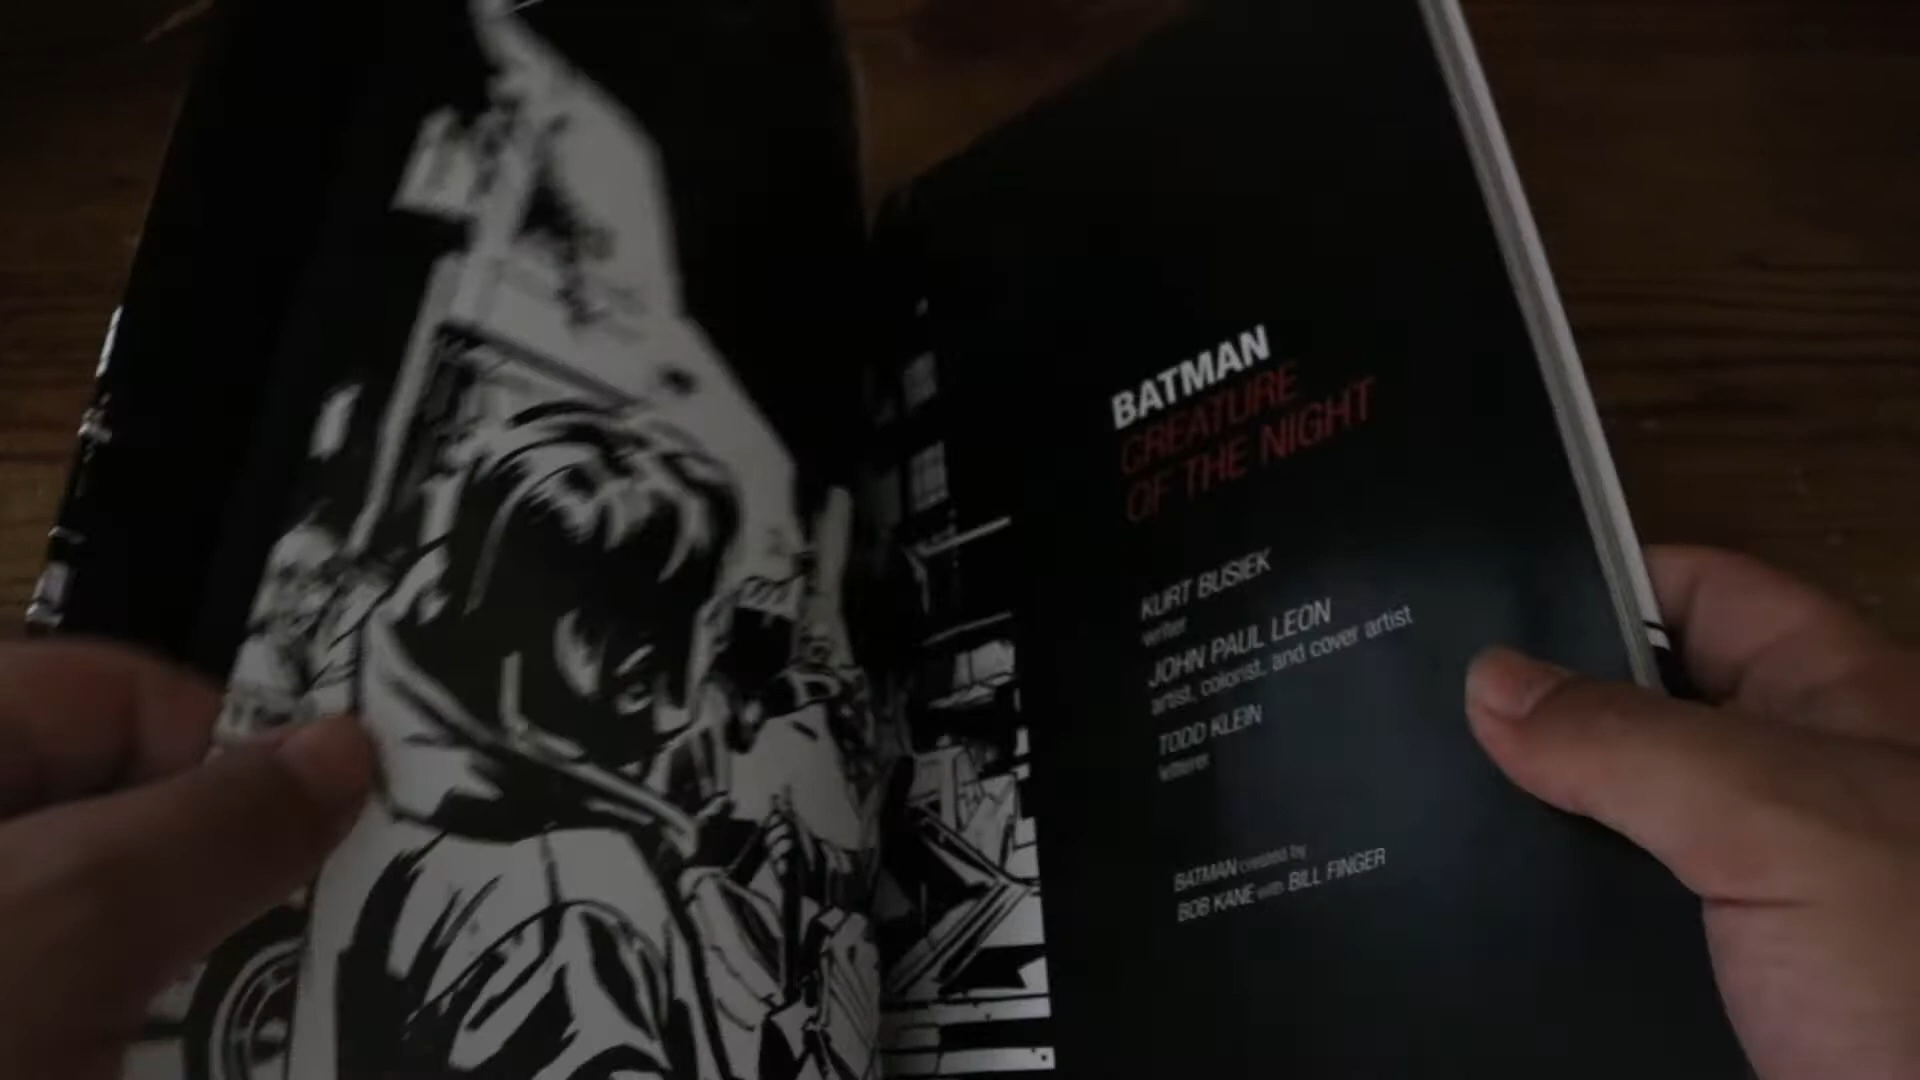 BATMAN
CREATURE
OF THE NIGHT
KURT BUSIEK
writer
JOHN PAUL LEON
artist, colorist, and cover artist
TODD KLEIN
letterer
BATMAN created by
BOB KANE with BILL FINGER